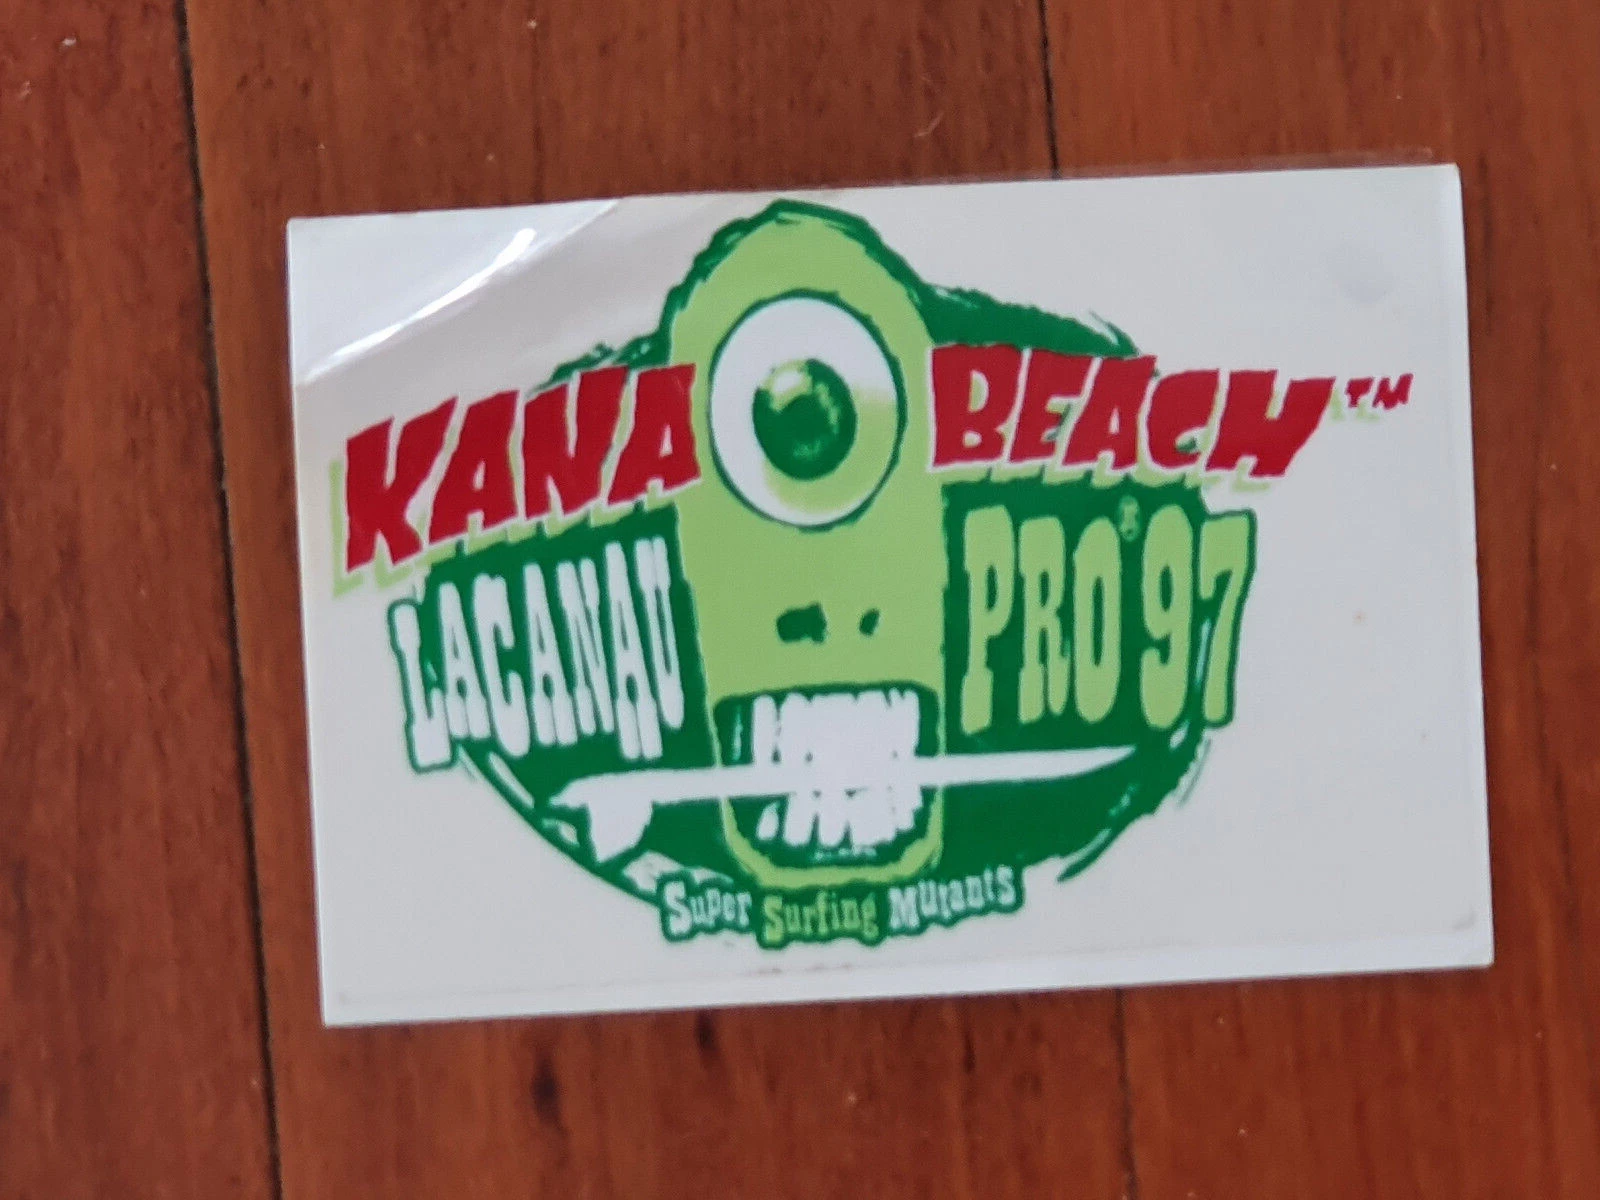 KANA BEACH™
LACANAU PRO®97
Super Surfing Mutants